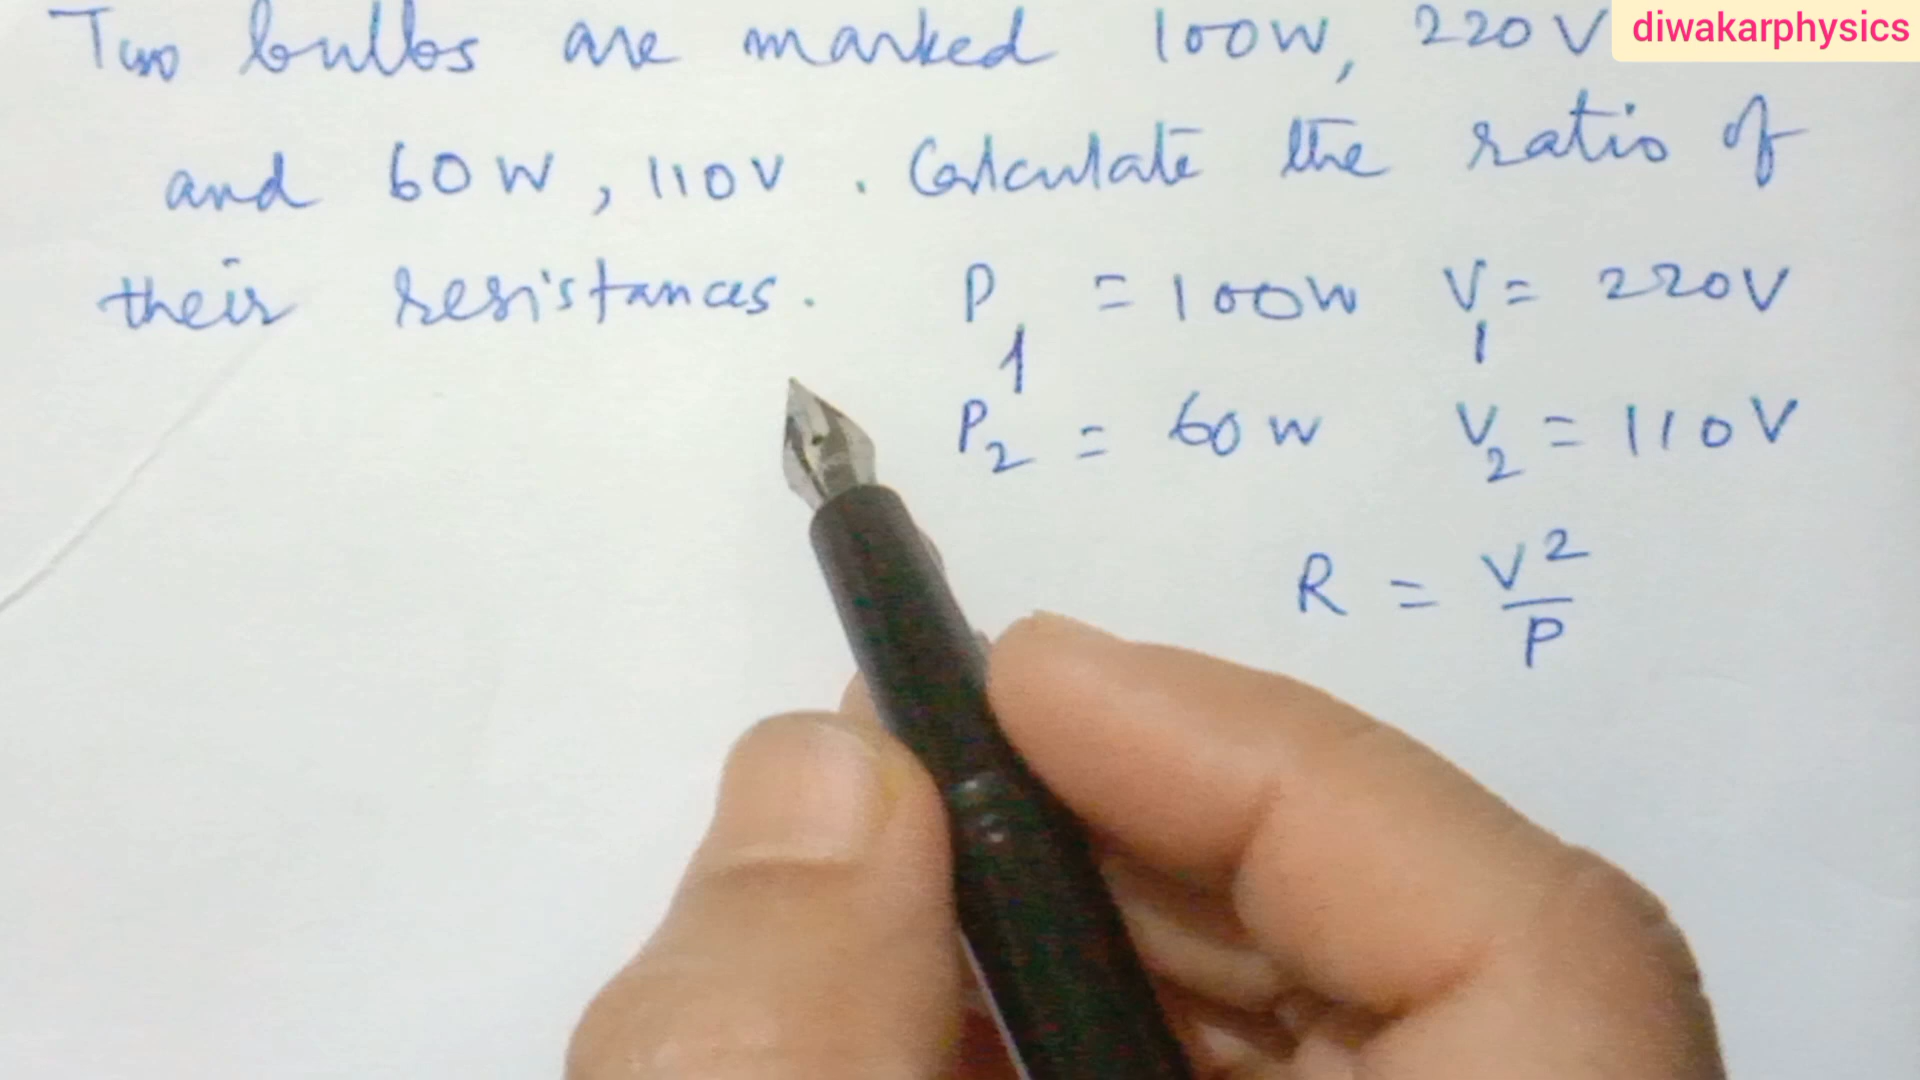 Two bulbs are marked 100W, 220V
diwakarphysics
and 60W, 110V. Calculate the ratio of
their resistances. P1 = 100W V1 = 220V
P2 = 60W V2 = 110V
R = V²/P